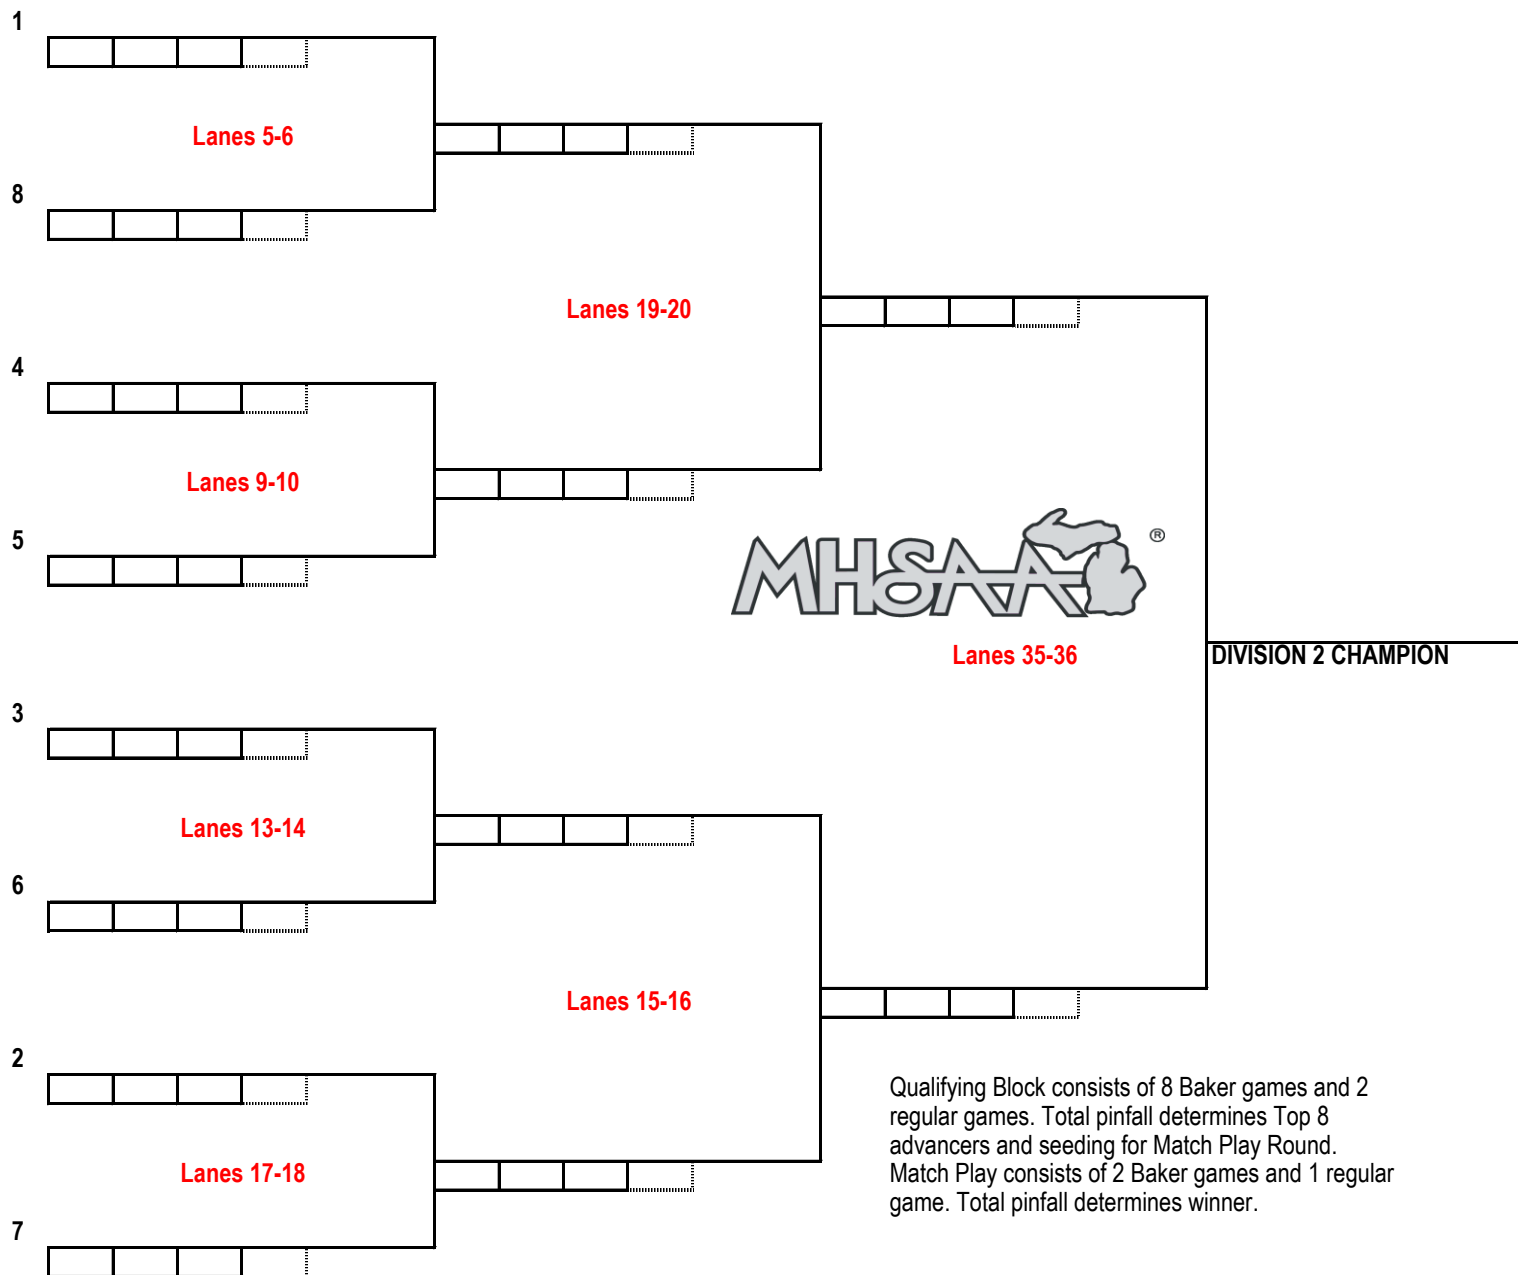 1
Lanes 5-6
8
Lanes 19-20
4
Lanes 9-10
5
MHSAA ®
Lanes 35-36
DIVISION 2 CHAMPION
3
Lanes 13-14
6
Lanes 15-16
2
Qualifying Block consists of 8 Baker games and 2
regular games. Total pinfall determines Top 8
advancers and seeding for Match Play Round.
Match Play consists of 2 Baker games and 1 regular
game. Total pinfall determines winner.
Lanes 17-18
7